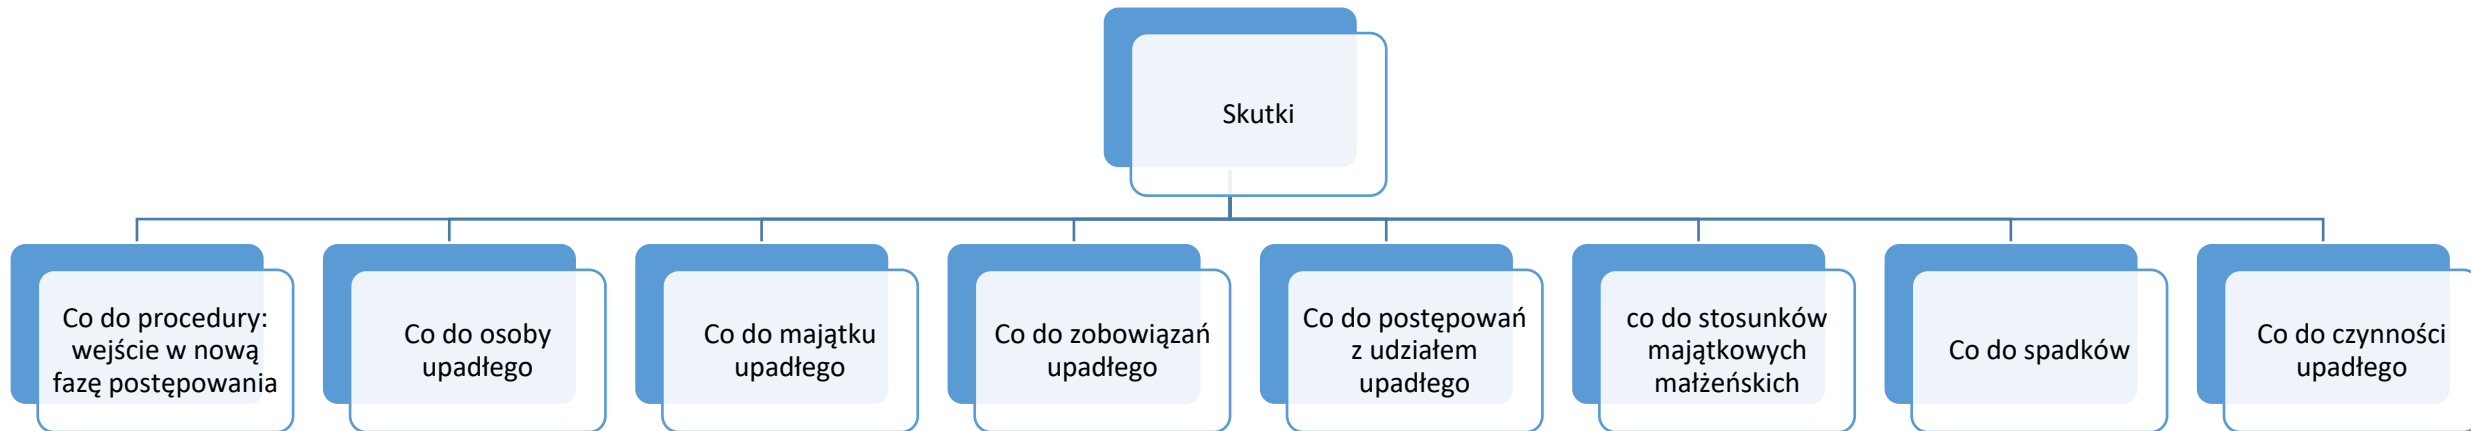 Skutki
Co do procedury:
wejście w nową
fazę postępowania
Co do osoby
upadłego
Co do majątku
upadłego
Co do zobowiązań
upadłego
Co do postępowań
z udziałem
upadłego
co do stosunków
majątkowych
małżeńskich
Co do spadków
Co do czynności
upadłego